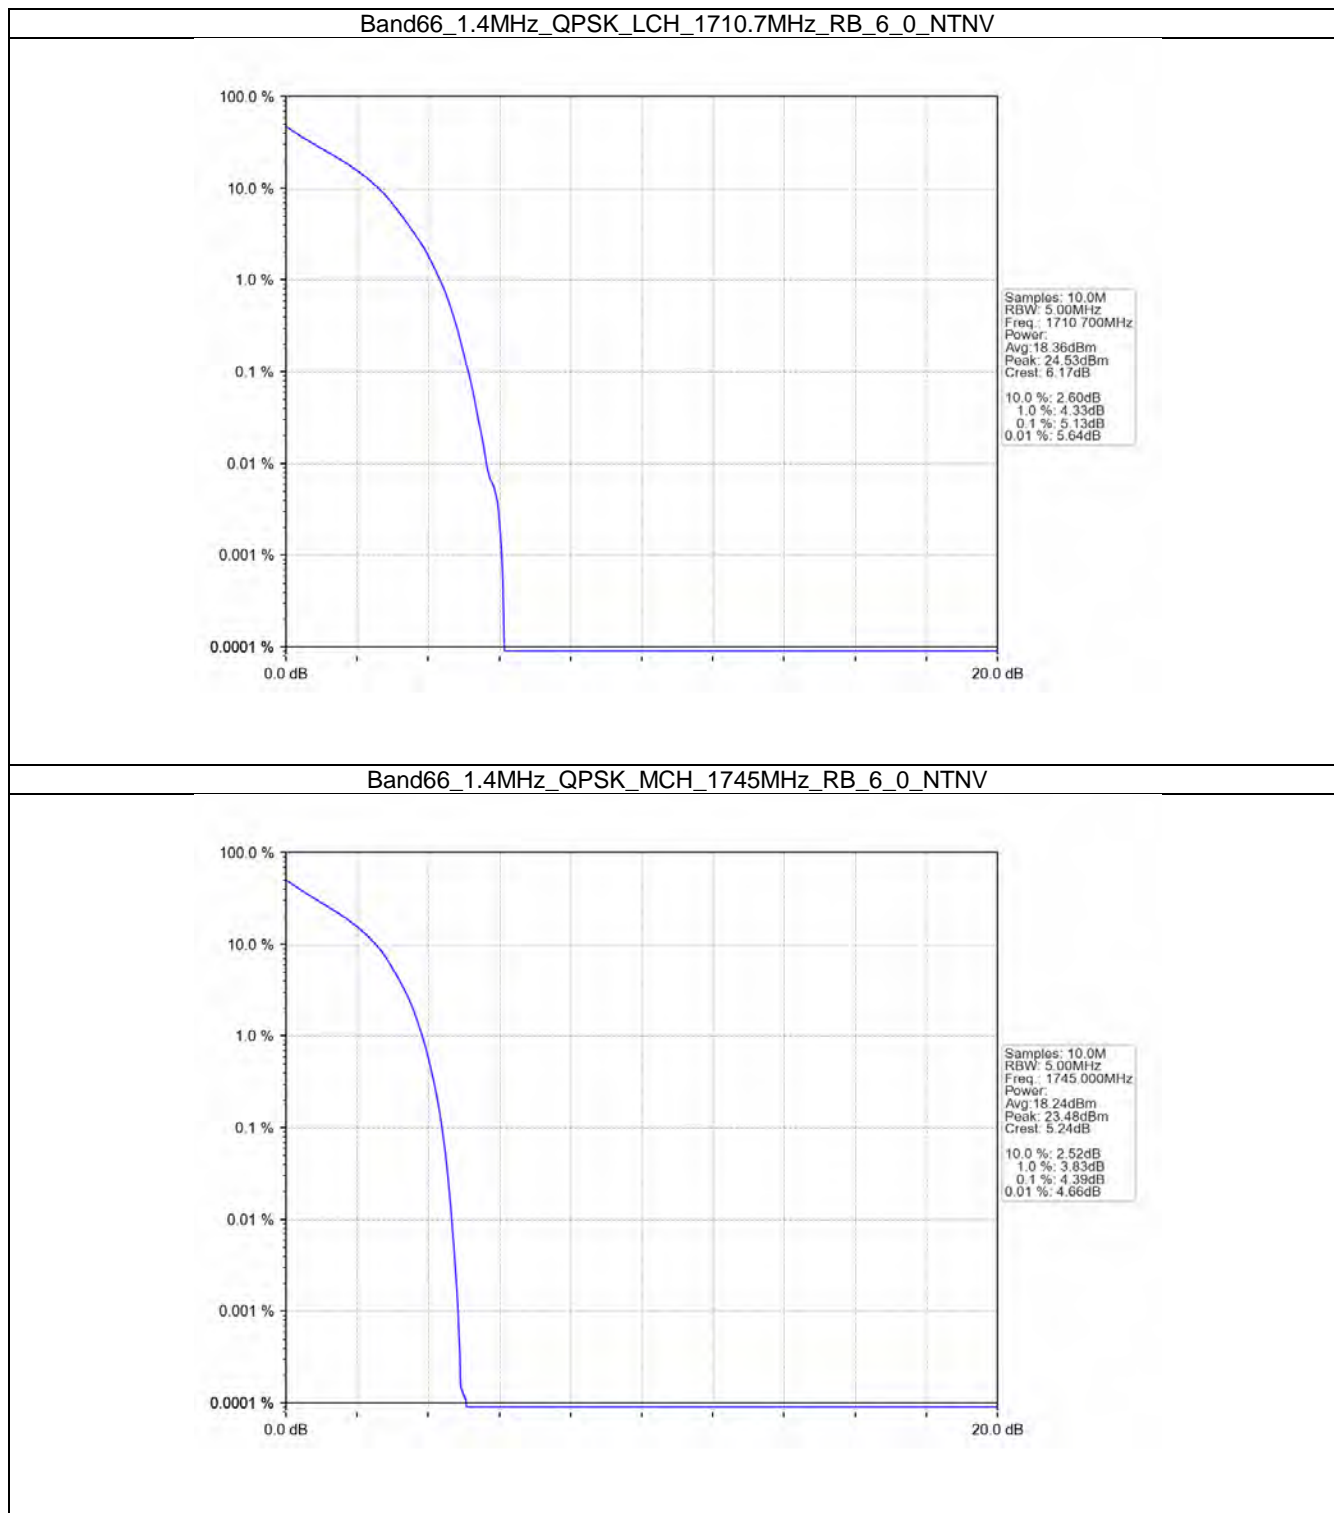 Band66_1.4MHz_QPSK_LCH_1710.7MHz_RB_6_0_NTNV
100.0 %
10.0 %
1.0 %
0.1 %
0.01 %
0.001 %
0.0001 %
0.0 dB
20.0 dB
Samples: 10.0M
RBW: 5.00MHz
Freq.: 1710.700MHz
Power:
Avg:18.36dBm
Peak: 24.53dBm
Crest: 6.17dB
10.0 %: 2.60dB
1.0 %: 4.33dB
0.1 %: 5.13dB
0.01 %: 5.64dB
Band66_1.4MHz_QPSK_MCH_1745MHz_RB_6_0_NTNV
100.0 %
10.0 %
1.0 %
0.1 %
0.01 %
0.001 %
0.0001 %
0.0 dB
20.0 dB
Samples: 10.0M
RBW: 5.00MHz
Freq.: 1745.000MHz
Power:
Avg:18.24dBm
Peak: 23.48dBm
Crest: 5.24dB
10.0 %: 2.52dB
1.0 %: 3.83dB
0.1 %: 4.39dB
0.01 %: 4.66dB